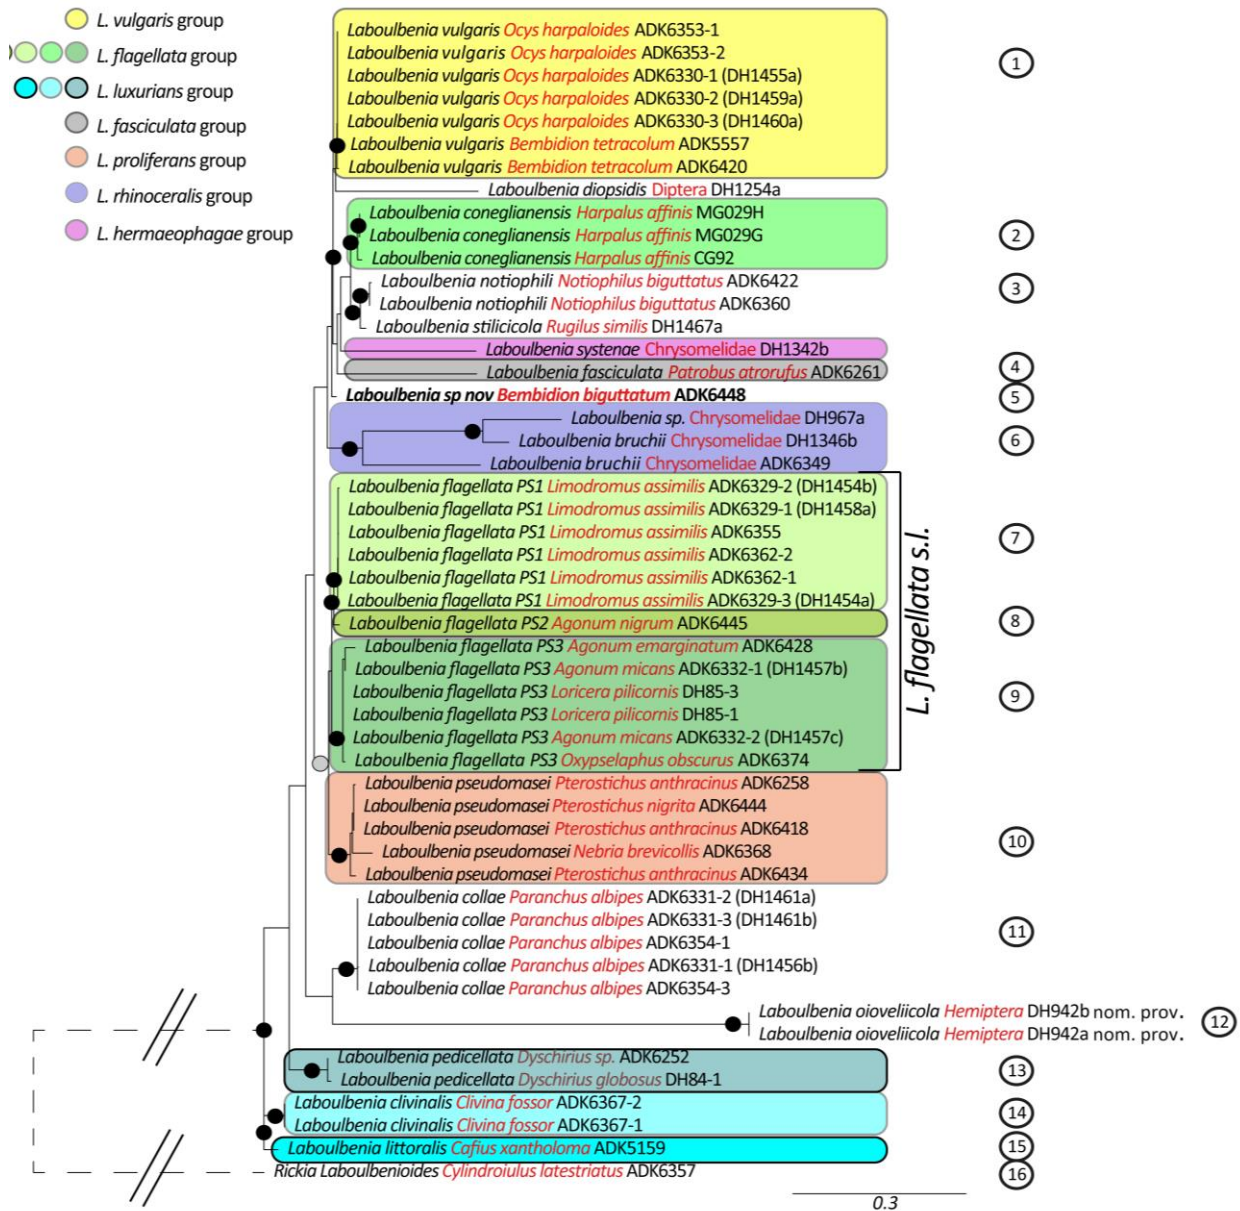 L. vulgaris group
L. flagellata group
L. luxurians group
L. fasciculata group
L. proliferans group
L. rhinoceralis group
L. hermaeophagae group
Laboulbenia vulgaris Ocys harpaloides ADK6353-1
Laboulbenia vulgaris Ocys harpaloides ADK6353-2
Laboulbenia vulgaris Ocys harpaloides ADK6330-1 (DH1455a)
Laboulbenia vulgaris Ocys harpaloides ADK6330-2 (DH1459a)
Laboulbenia vulgaris Ocys harpaloides ADK6330-3 (DH1460a)
Laboulbenia vulgaris Bembidion tetracolum ADK5557
Laboulbenia vulgaris Bembidion tetracolum ADK6420
1
Laboulbenia diopsidis Diptera DH1254a
Laboulbenia coneglianensis Harpalus affinis MG029H
Laboulbenia coneglianensis Harpalus affinis MG029G
Laboulbenia coneglianensis Harpalus affinis CG92
2
Laboulbenia notiophili Notiophilus biguttatus ADK6422
Laboulbenia notiophili Notiophilus biguttatus ADK6360
3
Laboulbenia stilicicola Rugilus similis DH1467a
Laboulbenia systenae Chrysomelidae DH1342b
Laboulbenia fasciculata Patrobus atrorufus ADK6261
4
Laboulbenia sp nov Bembidion biguttatum ADK6448
5
Laboulbenia sp. Chrysomelidae DH967a
Laboulbenia bruchii Chrysomelidae DH1346b
Laboulbenia bruchii Chrysomelidae ADK6349
6
Laboulbenia flagellata PS1 Limodromus assimilis ADK6329-2 (DH1454b)
Laboulbenia flagellata PS1 Limodromus assimilis ADK6329-1 (DH1458a)
Laboulbenia flagellata PS1 Limodromus assimilis ADK6355
Laboulbenia flagellata PS1 Limodromus assimilis ADK6362-2
Laboulbenia flagellata PS1 Limodromus assimilis ADK6362-1
Laboulbenia flagellata PS1 Limodromus assimilis ADK6329-3 (DH1454a)
7
Laboulbenia flagellata PS2 Agonum nigrum ADK6445
8
Laboulbenia flagellata PS3 Agonum emarginatum ADK6428
Laboulbenia flagellata PS3 Agonum micans ADK6332-1 (DH1457b)
Laboulbenia flagellata PS3 Loricera pilicornis DH85-3
Laboulbenia flagellata PS3 Loricera pilicornis DH85-1
Laboulbenia flagellata PS3 Agonum micans ADK6332-2 (DH1457c)
Laboulbenia flagellata PS3 Oxypselaphus obscurus ADK6374
9
L. flagellata s.l.
Laboulbenia pseudomasei Pterostichus anthracinus ADK6258
Laboulbenia pseudomasei Pterostichus nigrita ADK6444
Laboulbenia pseudomasei Pterostichus anthracinus ADK6418
Laboulbenia pseudomasei Nebria brevicollis ADK6368
Laboulbenia pseudomasei Pterostichus anthracinus ADK6434
10
Laboulbenia collae Paranchus albipes ADK6331-2 (DH1461a)
Laboulbenia collae Paranchus albipes ADK6331-3 (DH1461b)
Laboulbenia collae Paranchus albipes ADK6354-1
Laboulbenia collae Paranchus albipes ADK6331-1 (DH1456b)
Laboulbenia collae Paranchus albipes ADK6354-3
11
Laboulbenia oioveliicola Hemiptera DH942b nom. prov.
Laboulbenia oioveliicola Hemiptera DH942a nom. prov.
12
Laboulbenia pedicellata Dyschirius sp. ADK6252
Laboulbenia pedicellata Dyschirius globosus DH84-1
13
Laboulbenia clivinalis Clivina fossor ADK6367-2
Laboulbenia clivinalis Clivina fossor ADK6367-1
14
Laboulbenia littoralis Cafius xantholoma ADK5159
15
Rickia Laboulbenioides Cylindroiulus latestriatus ADK6357
16
0.3